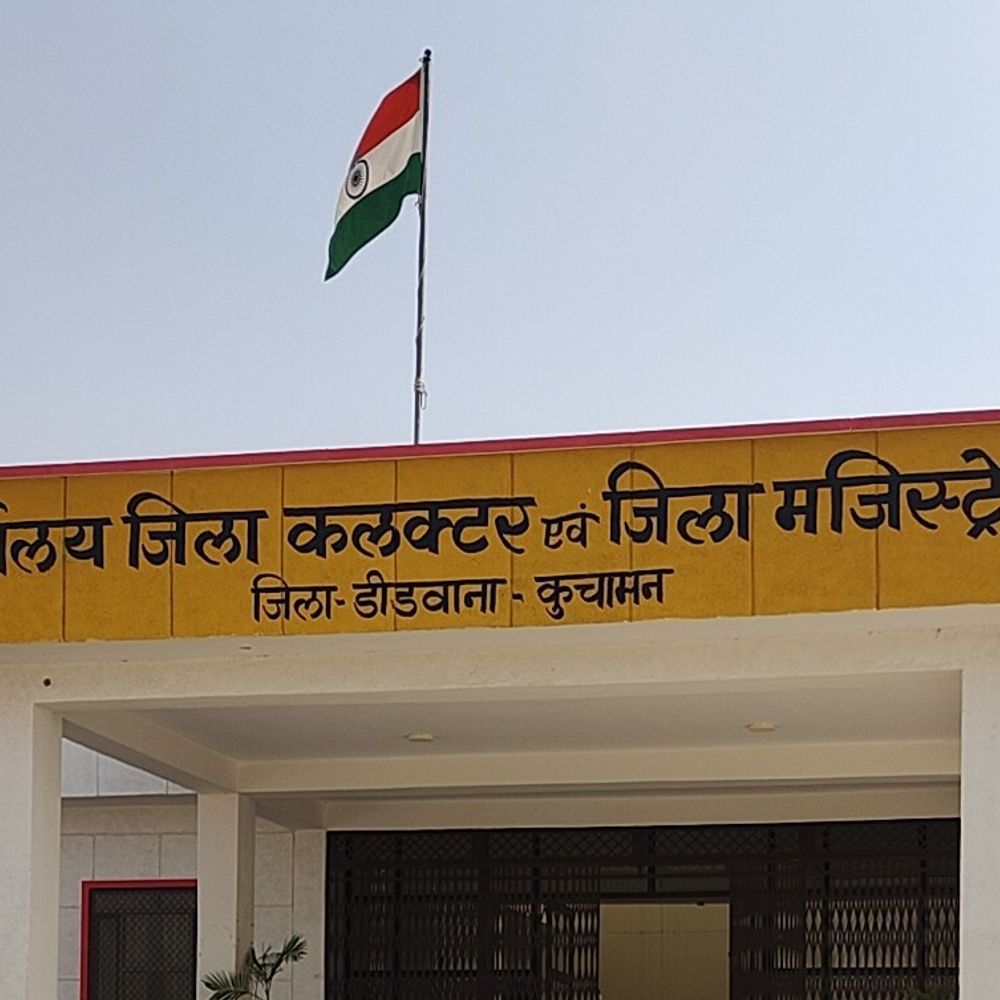 जिला कलक्टर एवं जिला
जिला- डीडवाना - कुचामन